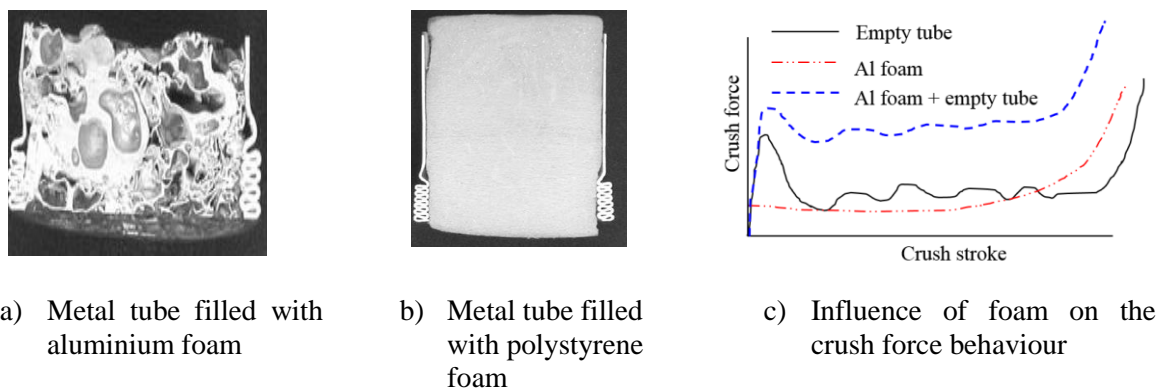 Empty tube
Al foam
Al foam + empty tube
Crush force
Crush stroke
a) Metal tube filled with
aluminium foam
b) Metal tube filled
with polystyrene
foam
c) Influence of foam on the
crush force behaviour